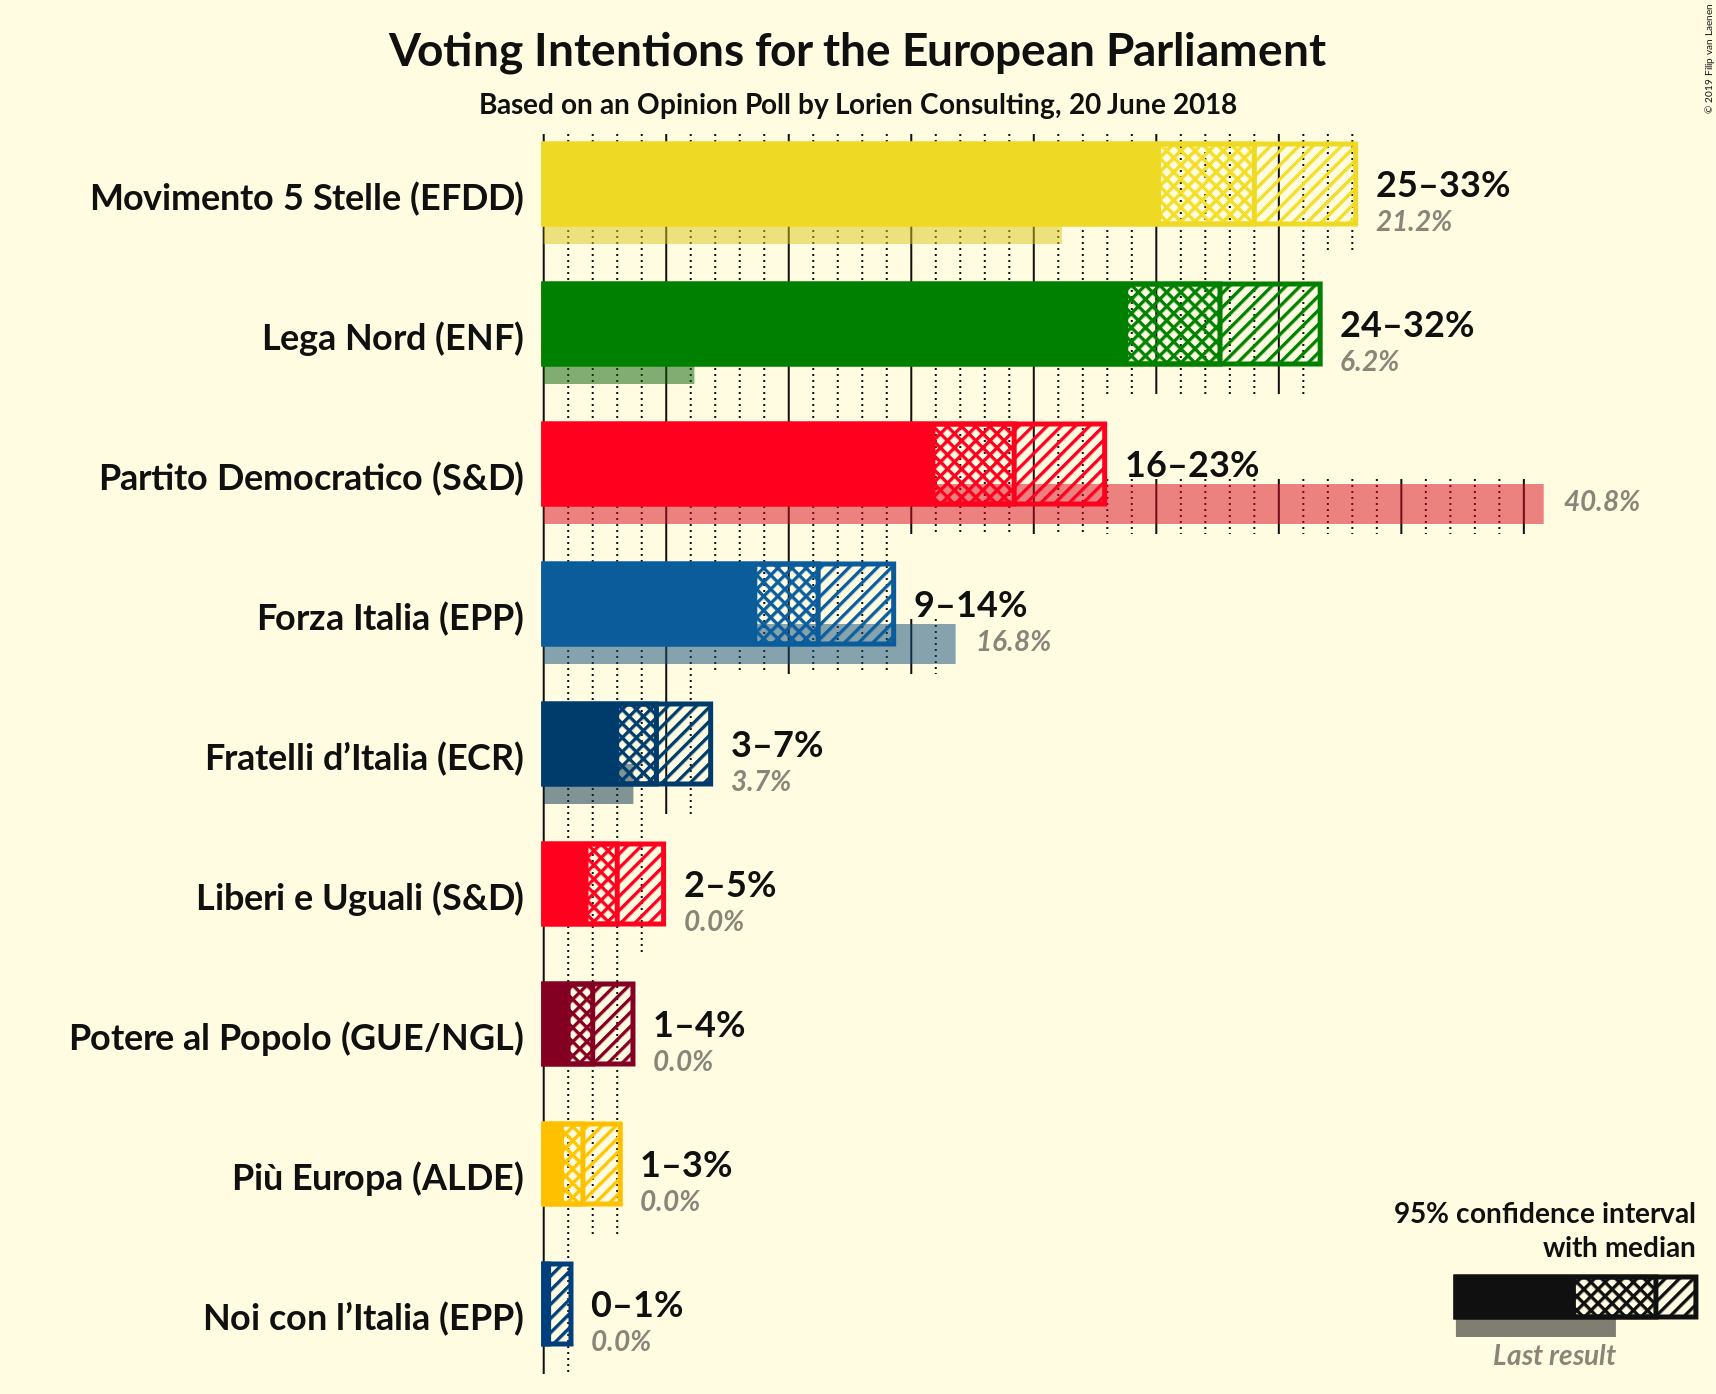 Voting Intentions for the European Parliament
Based on an Opinion Poll by Lorien Consulting, 20 June 2018
© 2019 Filip van Laenen
Movimento 5 Stelle (EFDD)
25–33%
21.2%
Lega Nord (ENF)
24–32%
6.2%
Partito Democratico (S&D)
16–23%
40.8%
Forza Italia (EPP)
9–14%
16.8%
Fratelli d’Italia (ECR)
3–7%
3.7%
Liberi e Uguali (S&D)
2–5%
0.0%
Potere al Popolo (GUE/NGL)
1–4%
0.0%
Più Europa (ALDE)
1–3%
0.0%
Noi con l’Italia (EPP)
0–1%
0.0%
95% confidence interval
with median
Last result